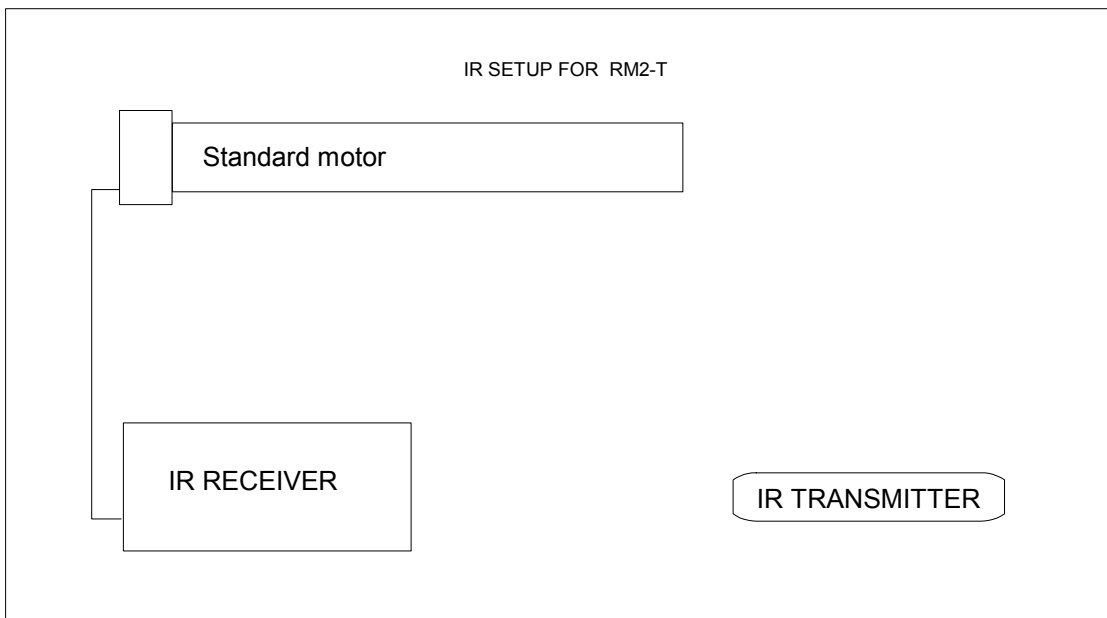 IR SETUP FOR RM2-T
Standard motor
IR RECEIVER
IR TRANSMITTER